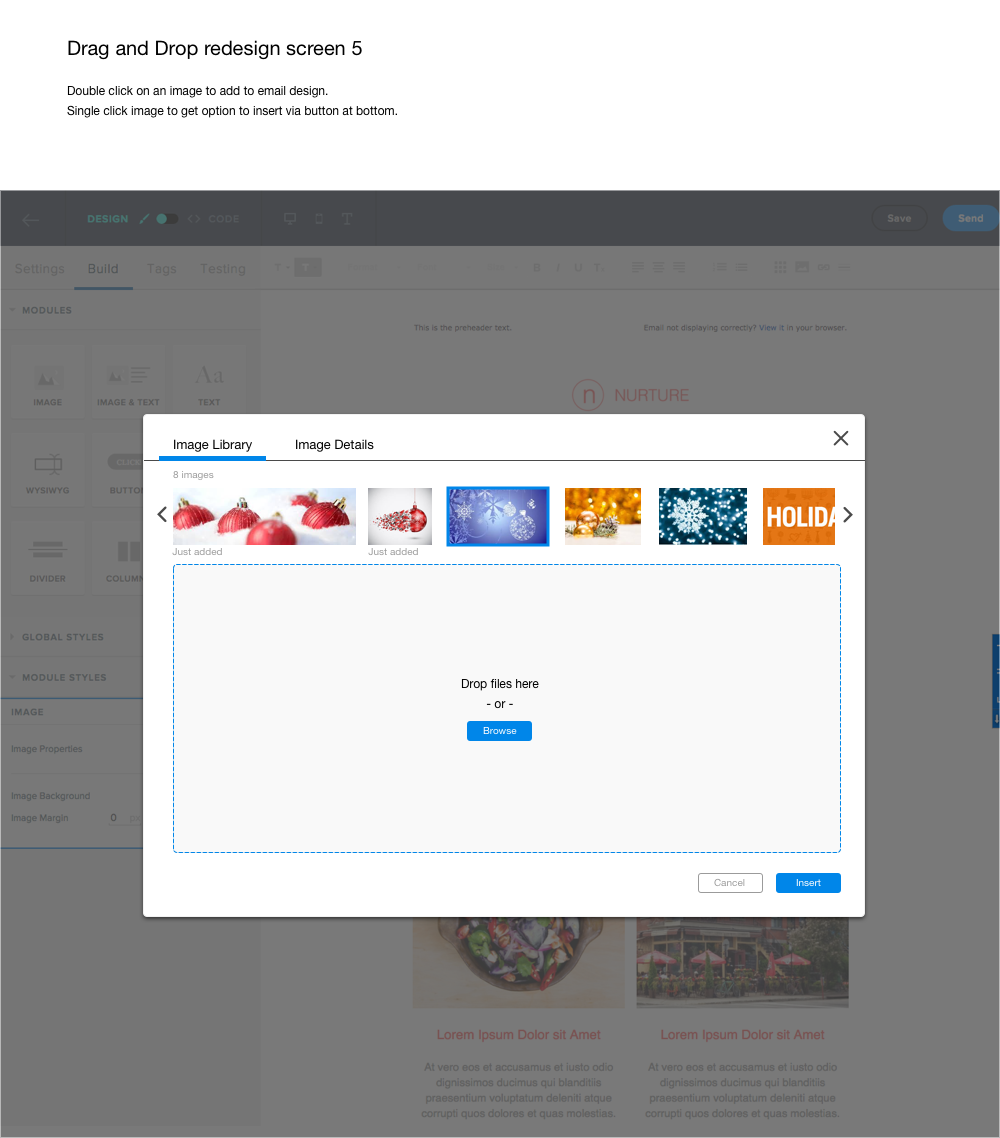 Drag and Drop redesign screen 5
Double click on an image to add to email design.
Single click image to get option to insert via button at bottom.
DESIGN
CODE
T
Save
Send
Settings
Build
Tags
Testing
T
T
B I U T
MODULES
This is the preheader text.
Email not displaying correctly? View it in your browser.
Aa
IMAGE
IMAGE & TEXT
TEXT
n NURTURE
Image Library
Image Details
8 images
HOLIDA
Just added
Just added
CLICK
WYSIWYG
BUTTO
DIVIDER
COLUM
GLOBAL STYLES
MODULE STYLES
IMAGE
Image Properties
Image Background
Image Margin
0 px
Drop files here
- or -
Browse
Cancel
Insert
Lorem Ipsum Dolor sit Amet
At vero eos et accusamus et iusto odio
dignissimos ducimus qui blanditiis
praesentium voluptatum deleniti atque
corrupti quos dolores et quas molestias.
Lorem Ipsum Dolor sit Amet
At vero eos et accusamus et iusto odio
dignissimos ducimus qui blanditiis
praesentium voluptatum deleniti atque
corrupti quos dolores et quas molestias.